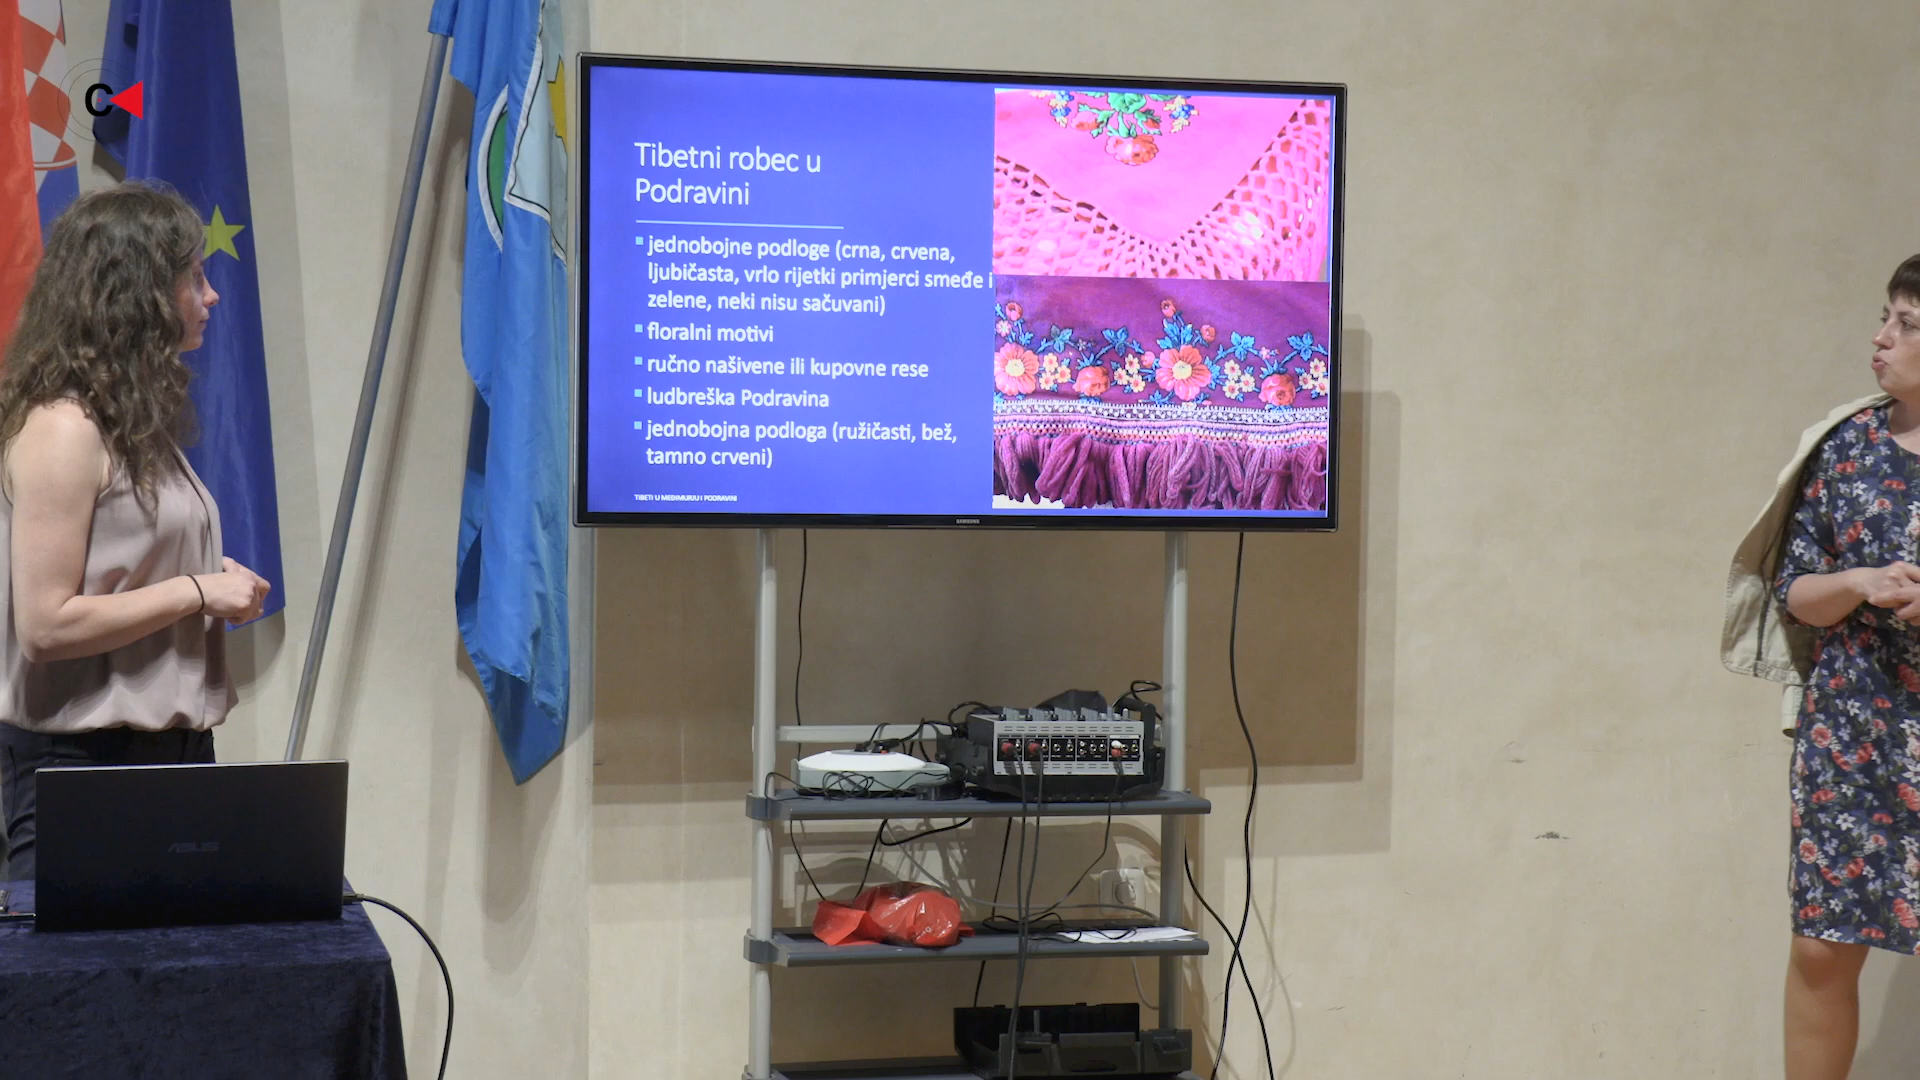 C
Tibetni robec u
Podravini
jednobojne podloge (crna, crvena,
ljubičasta, vrlo rijetki primjerci smeđe i
zelene, neki nisu sačuvani)
floralni motivi
ručno našivene ili kupovne rese
ludbreška Podravina
jednobojna podloga (ružičasti, bež,
tamno crveni)
TIBETI U MEĐIMURJU I PODRAVINI
SAMSUNG
ASUS